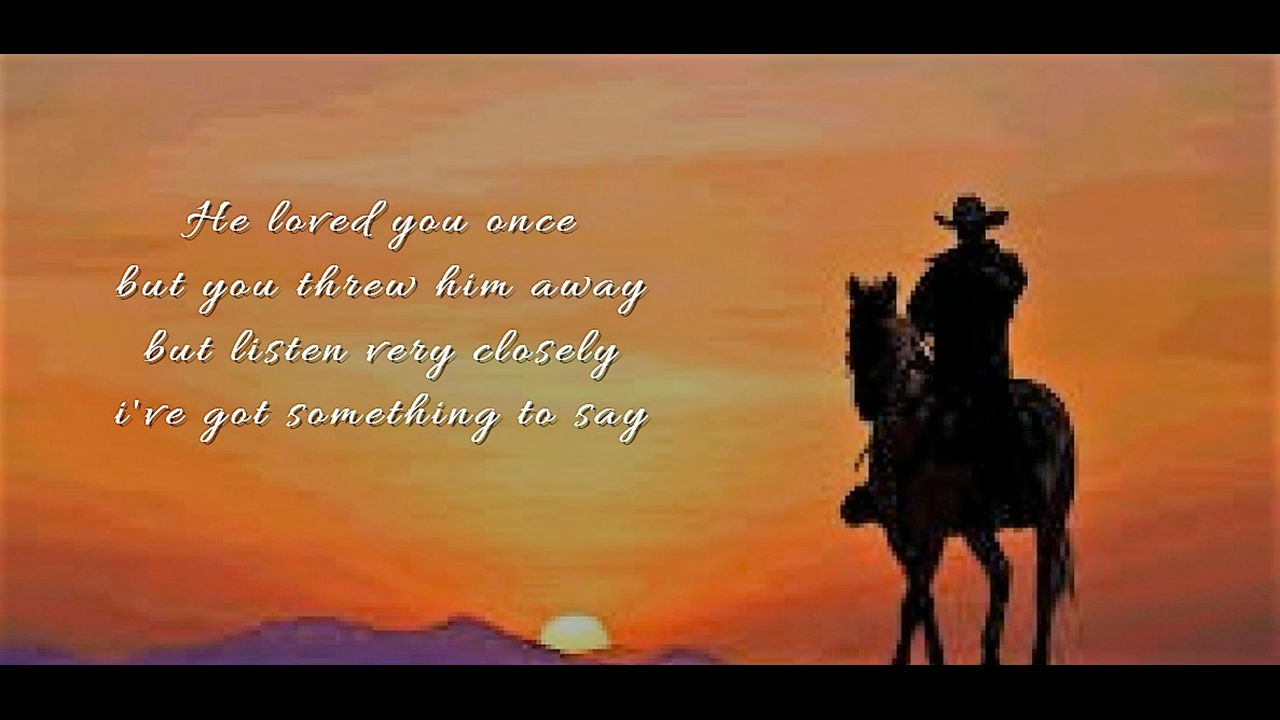 He loved you once
but you threw him away
but listen very closely
i've got something to say